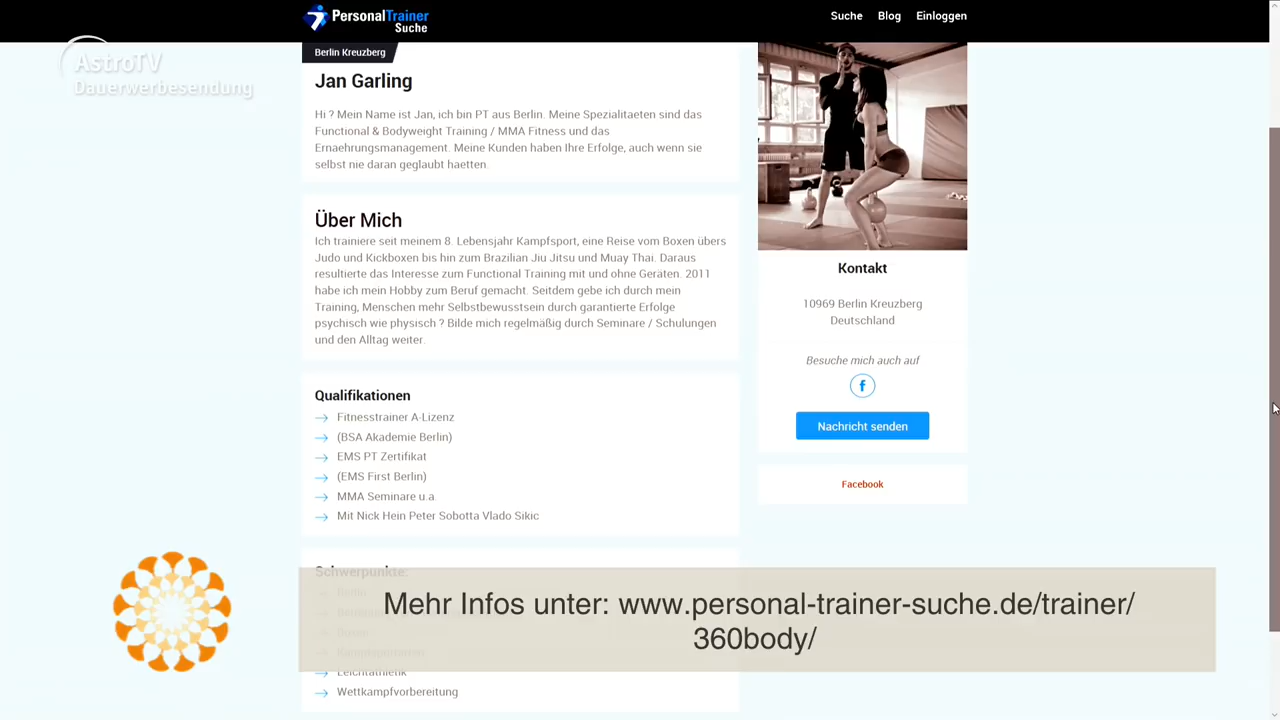 PersonalTrainer
Suche
Suche Blog Einloggen
AstroTV
Dauerwerbesendung
Berlin Kreuzberg
Jan Garling
Hi ? Mein Name ist Jan, ich bin PT aus Berlin. Meine Spezialitaeten sind das
Functional & Bodyweight Training / MMA Fitness und das
Ernaehrungsmanagement. Meine Kunden haben Ihre Erfolge, auch wenn sie
selbst nie daran geglaubt haetten.
Über Mich
Ich trainiere seit meinem 8. Lebensjahr Kampfsport, eine Reise vom Boxen übers
Judo und Kickboxen bis hin zum Brazilian Jiu Jitsu und Muay Thai. Daraus
resultierte das Interesse zum Functional Training mit und ohne Geräten. 2011
habe ich mein Hobby zum Beruf gemacht. Seitdem gebe ich durch mein
Training, Menschen mehr Selbstbewusstsein durch garantierte Erfolge
psychisch wie physisch ? Bilde mich regelmäßig durch Seminare / Schulungen
und den Alltag weiter.
Qualifikationen
Fitnesstrainer A-Lizenz
(BSA Akademie Berlin)
EMS PT Zertifikat
(EMS First Berlin)
MMA Seminare u.a.
Mit Nick Hein Peter Sobotta Vlado Sikic
Kontakt
10969 Berlin Kreuzberg
Deutschland
Besuche mich auch auf
f
Nachricht senden
Facebook
Schwerpunkte:
Boxen
Leichtathletik
Wettkampfvorbereitung
Mehr Infos unter: www.personal-trainer-suche.de/trainer/
360body/